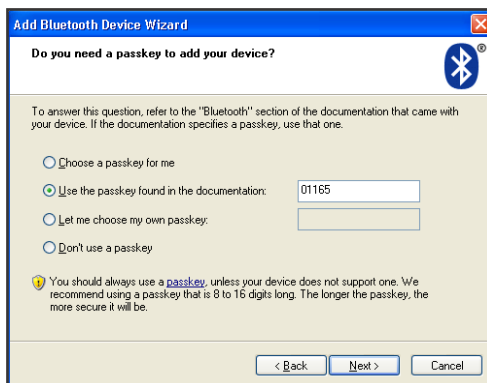 Add Bluetooth Device Wizard
Do you need a passkey to add your device?
®
To answer this question, refer to the "Bluetooth" section of the documentation that came with
your device. If the documentation specifies a passkey, use that one.
Choose a passkey for me
Use the passkey found in the documentation: 01165
Let me choose my own passkey:
Don't use a passkey
You should always use a passkey, unless your device does not support one. We
recommend using a passkey that is 8 to 16 digits long. The longer the passkey, the
more secure it will be.
< Back Next > Cancel